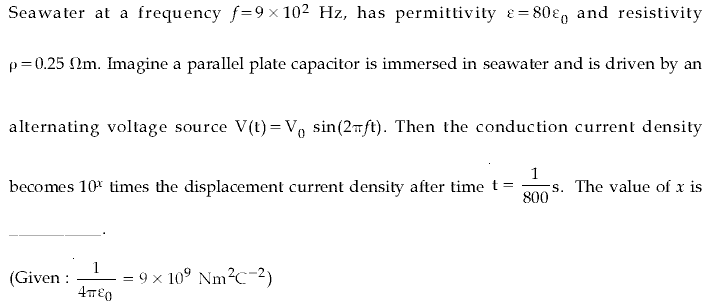 Seawater at a frequency f=9 × 10² Hz, has permittivity ε=80ε₀ and resistivity
ρ=0.25 Ωm. Imagine a parallel plate capacitor is immersed in seawater and is driven by an
alternating voltage source V(t)=V₀ sin(2πft). Then the conduction current density
becomes 10ˣ times the displacement current density after time t = 1/800 s. The value of x is
__________.
(Given : 1/4πε₀ = 9 × 10⁹ Nm²C⁻²)